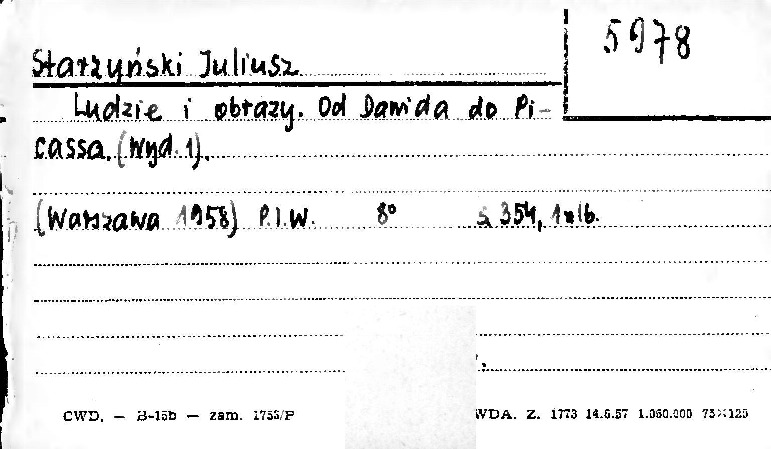 5978
Starzyński Juliusz
Ludzie i obrazy. Od Dawida do Pi-
cassa. (Wyd. 1).
(Warszawa 1958) P.I.W. 8° s. 354, 1 nlb.
CWD. — B-15b — zam. 1753/P WDA. Z. 1773 14.6.57 1.060.000 75×125